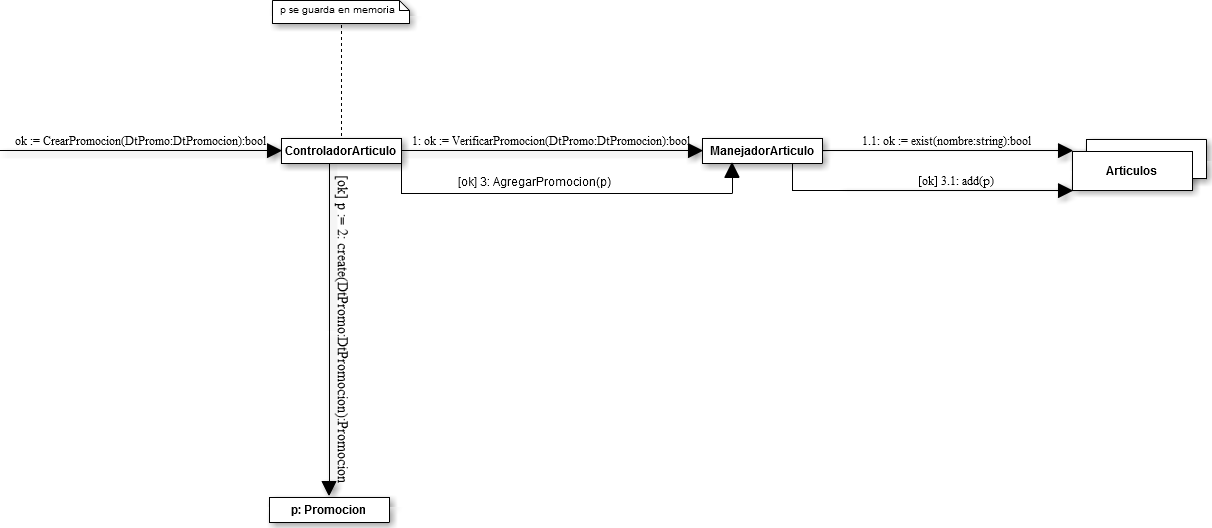 p se guarda en memoria
ok := CrearPromocion(DtPromo:DtPromocion):bool
ControladorArticulo
1: ok := VerificarPromocion(DtPromo:DtPromocion):bool
ManejadorArticulo
1.1: ok := exist(nombre:string):bool
Articulos
[ok] 3: AgregarPromocion(p)
[ok] 3.1: add(p)
[ok] p := 2: create(DtPromo:DtPromocion):Promocion
p: Promocion